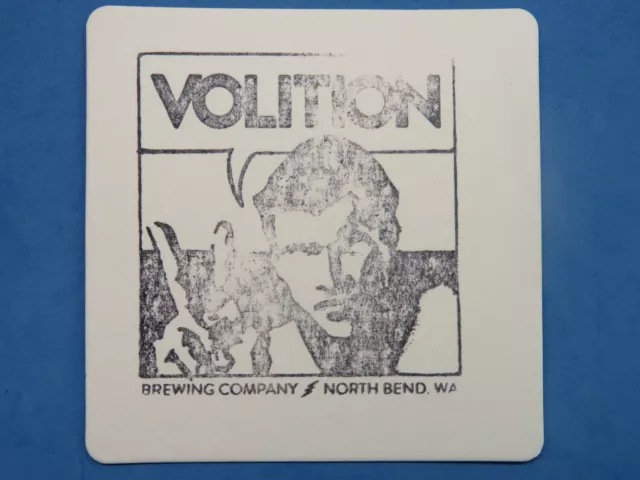 VOLITION
BREWING COMPANY NORTH BEND, WA